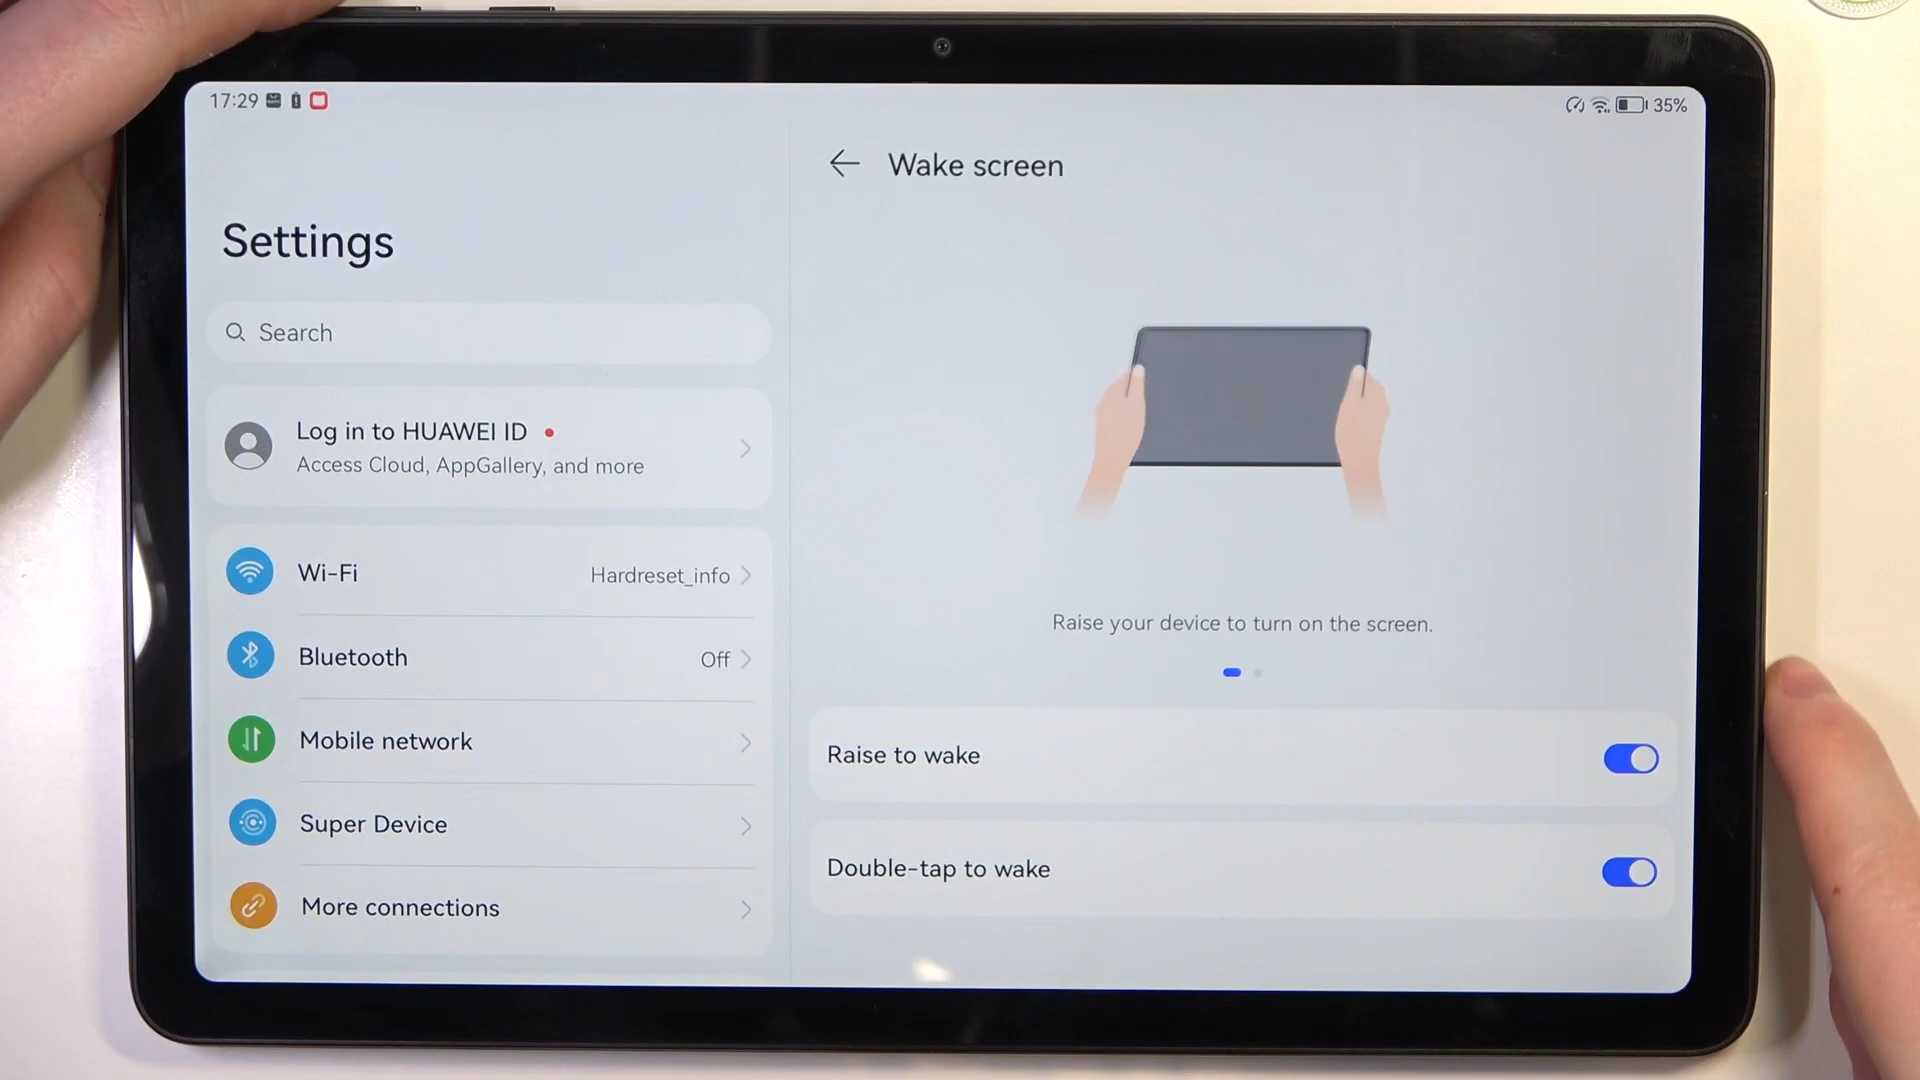 17:29
35%
Settings
Search
Log in to HUAWEI ID
Access Cloud, AppGallery, and more
Wi-Fi
Hardreset_info
Bluetooth
Off
Mobile network
Super Device
More connections
Wake screen
Raise your device to turn on the screen.
Raise to wake
Double-tap to wake